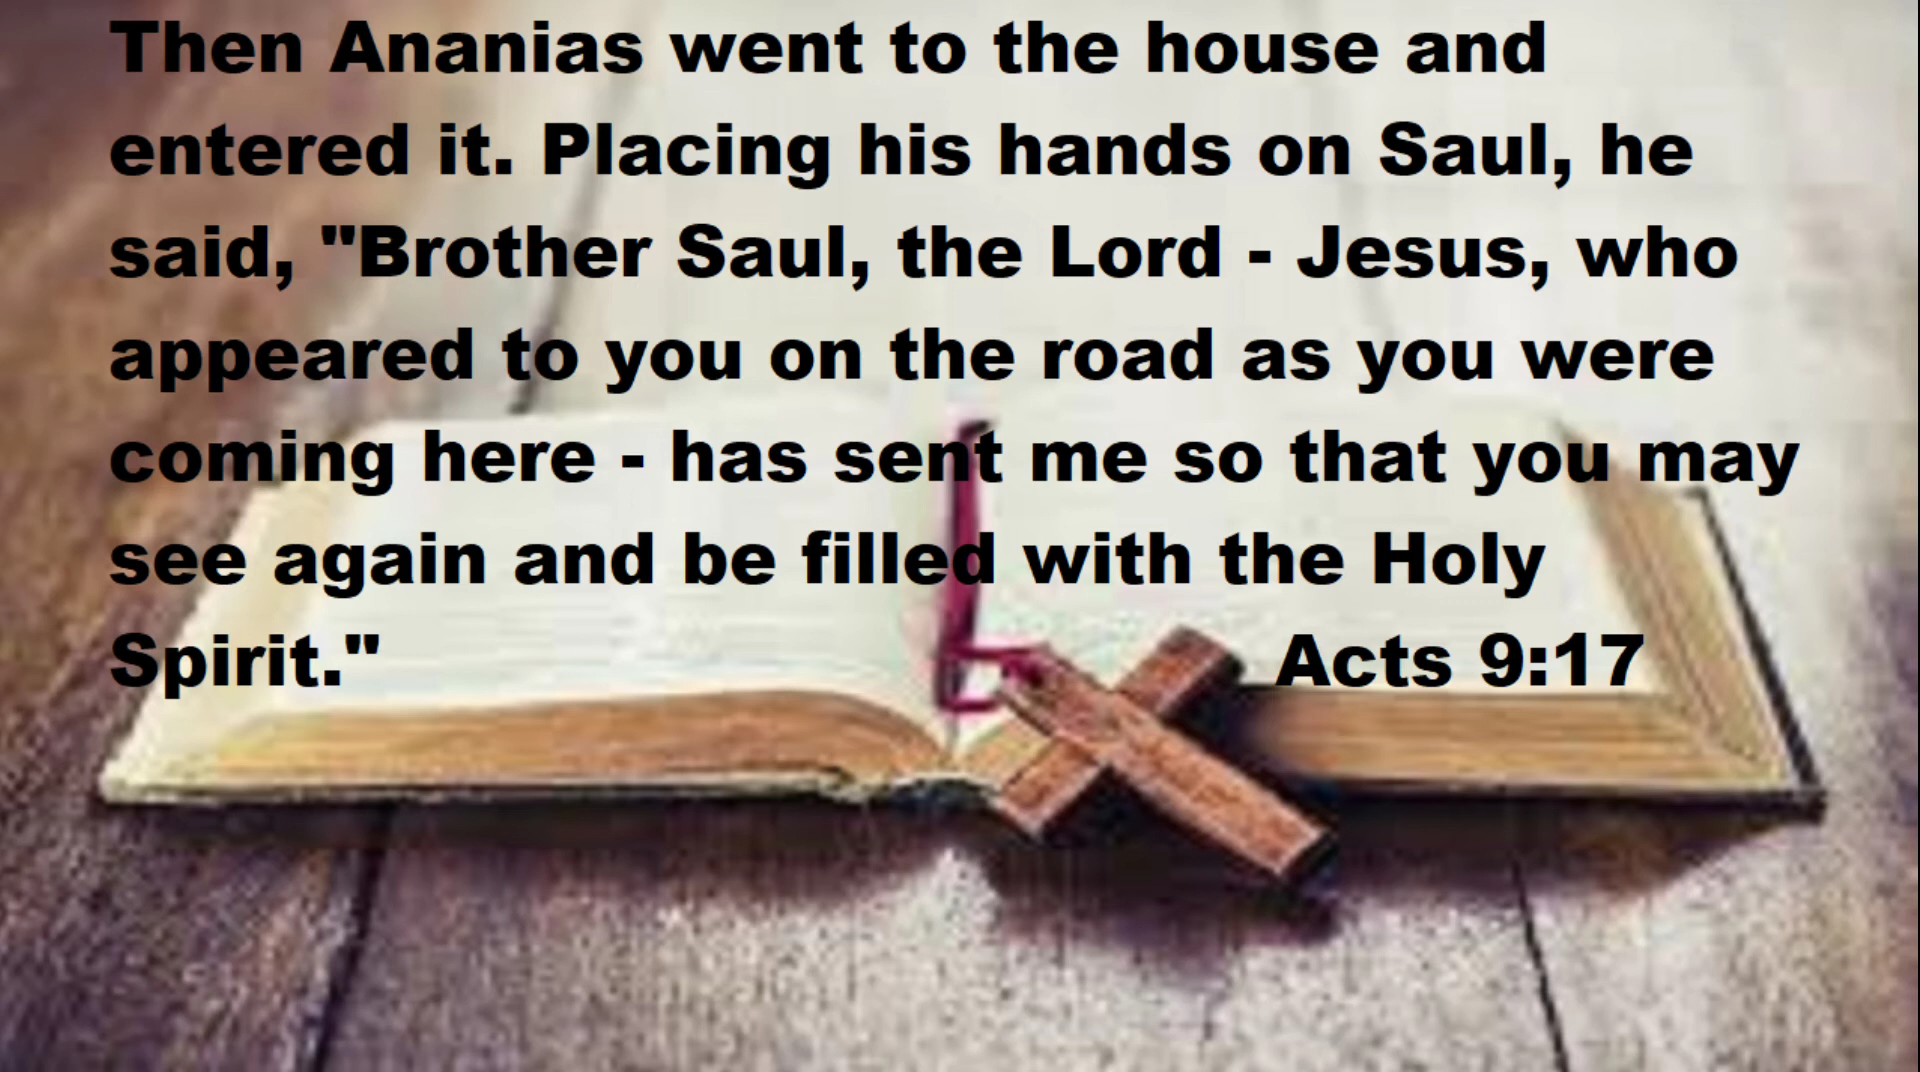 Then Ananias went to the house and
entered it. Placing his hands on Saul, he
said, "Brother Saul, the Lord - Jesus, who
appeared to you on the road as you were
coming here - has sent me so that you may
see again and be filled with the Holy
Spirit." Acts 9:17